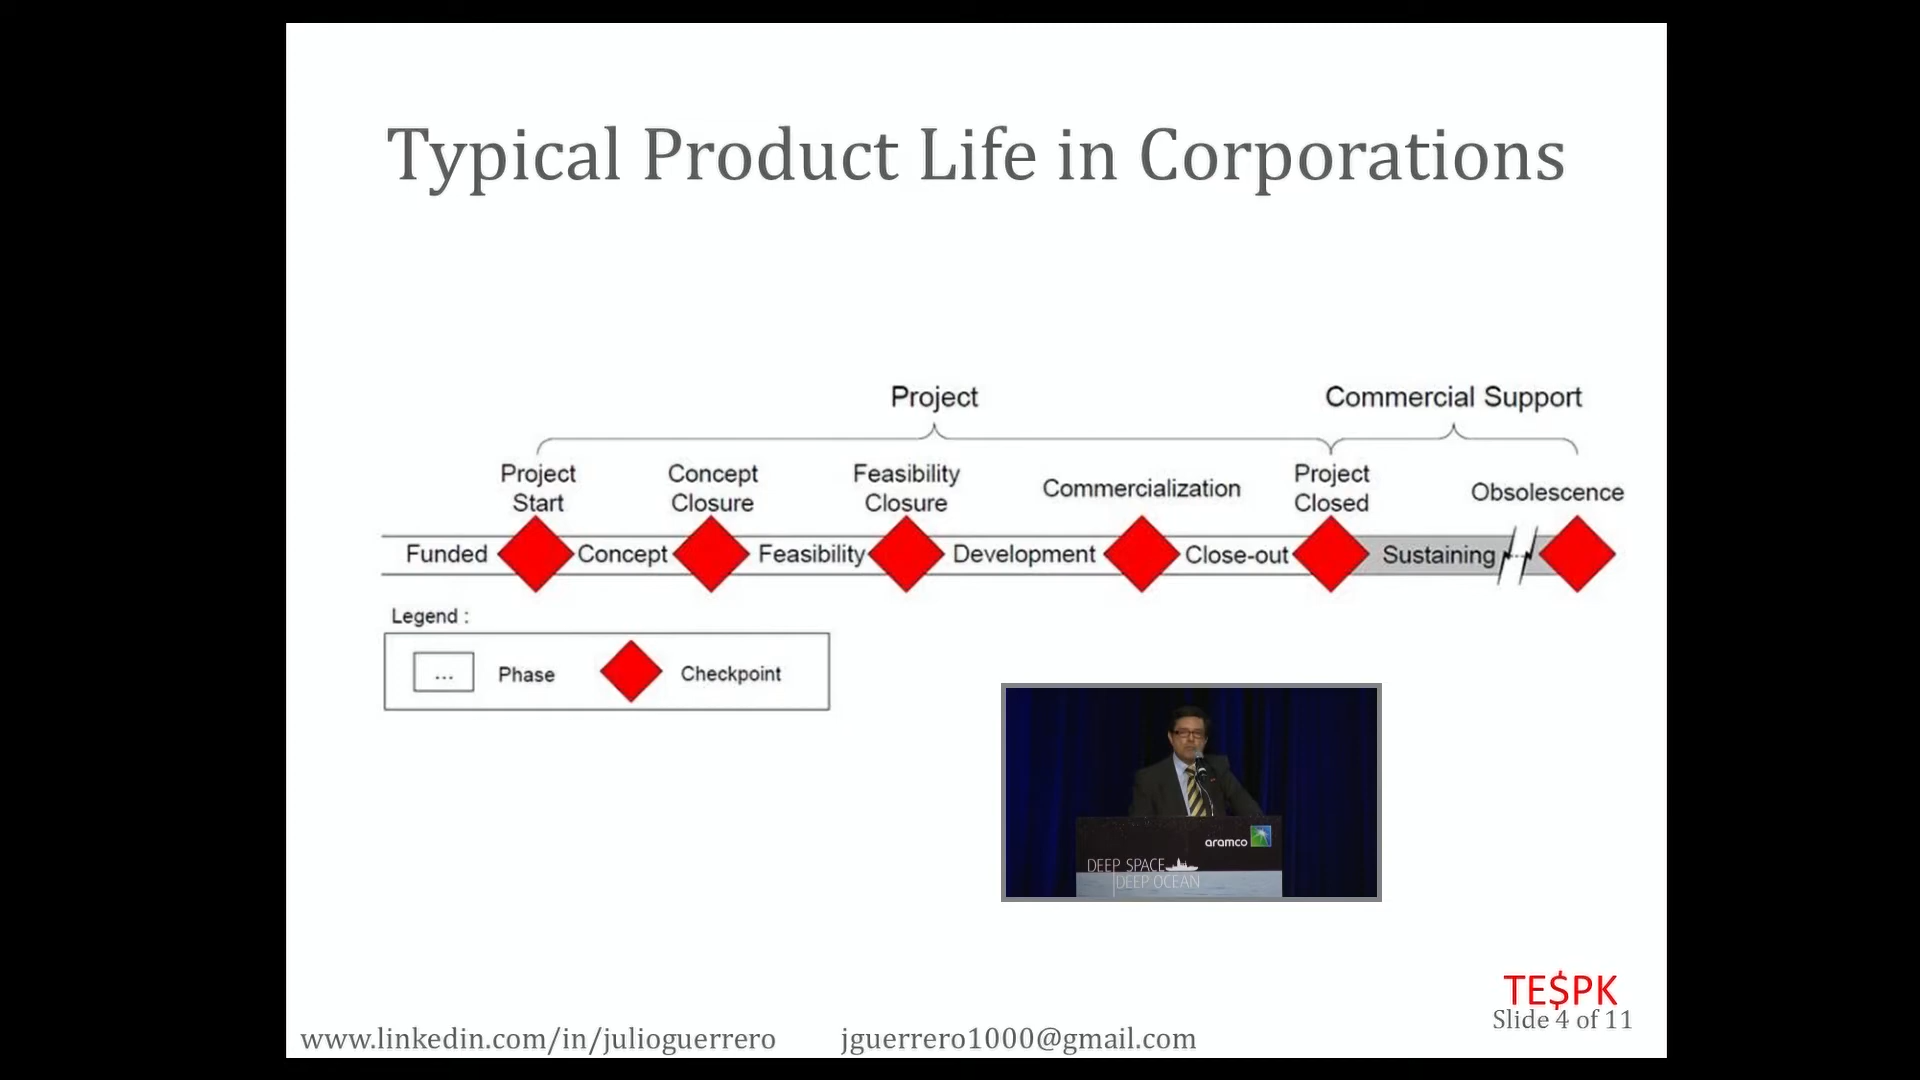 Typical Product Life in Corporations
Project
Commercial Support
Project
Start
Concept
Closure
Feasibility
Closure
Commercialization
Project
Closed
Obsolescence
Funded
Concept
Feasibility
Development
Close-out
Sustaining
Legend :
...
Phase
Checkpoint
aramco
DEEP SPACE
DEEP OCEAN
TE$PK
Slide 4 of 11
www.linkedin.com/in/julioguerrero
jguerrero1000@gmail.com